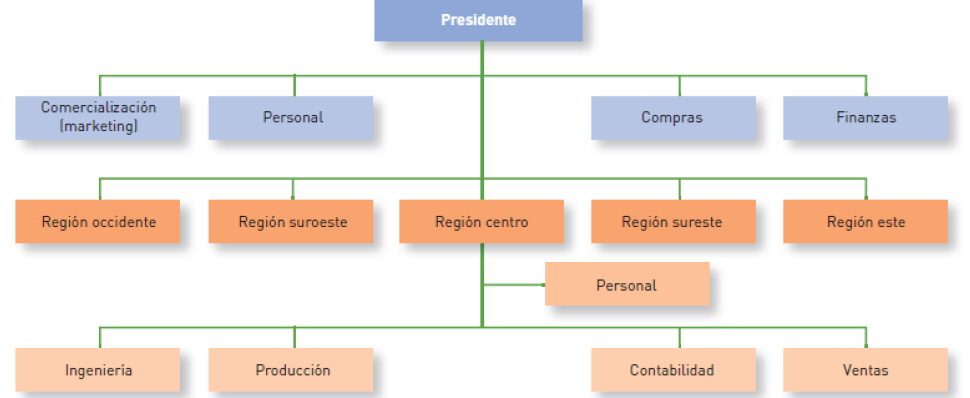 Presidente
Comercialización
(marketing)
Personal
Compras
Finanzas
Región occidente
Región suroeste
Región centro
Región sureste
Región este
Personal
Ingeniería
Producción
Contabilidad
Ventas